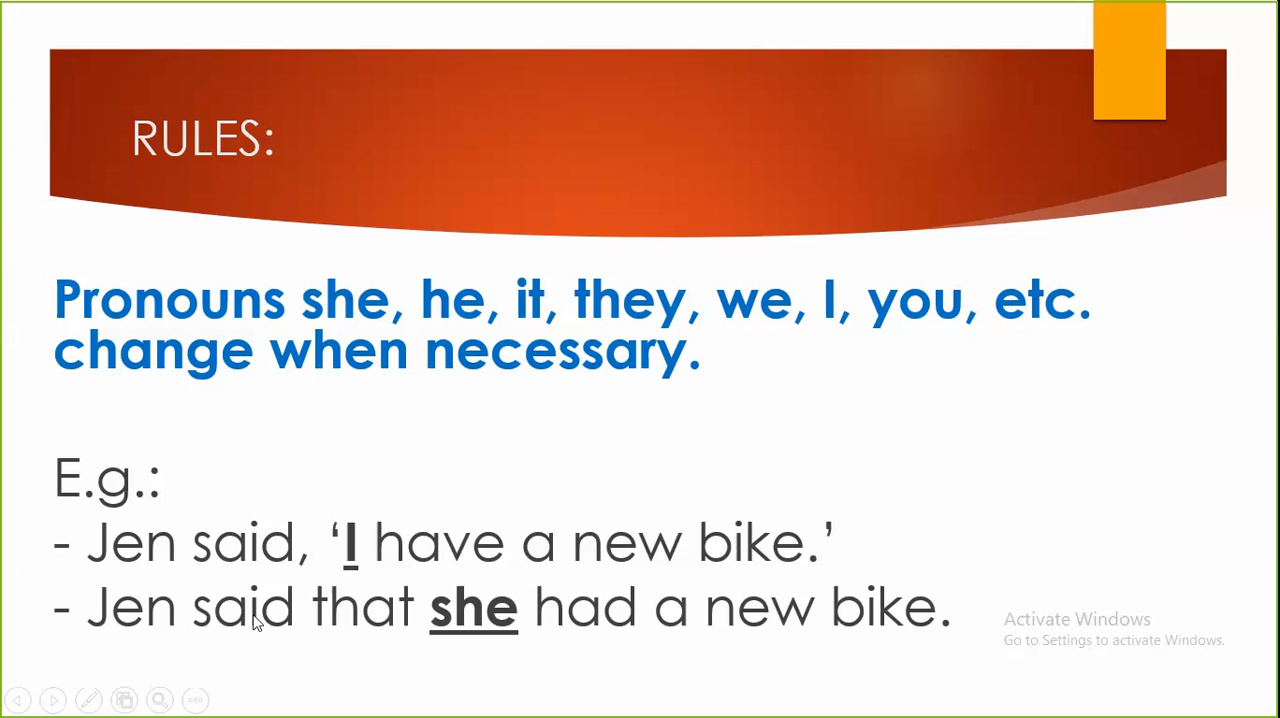 RULES:
Pronouns she, he, it, they, we, I, you, etc.
change when necessary.
E.g.:
- Jen said, ‘I have a new bike.’
- Jen said that she had a new bike.
Activate Windows
Go to Settings to activate Windows.